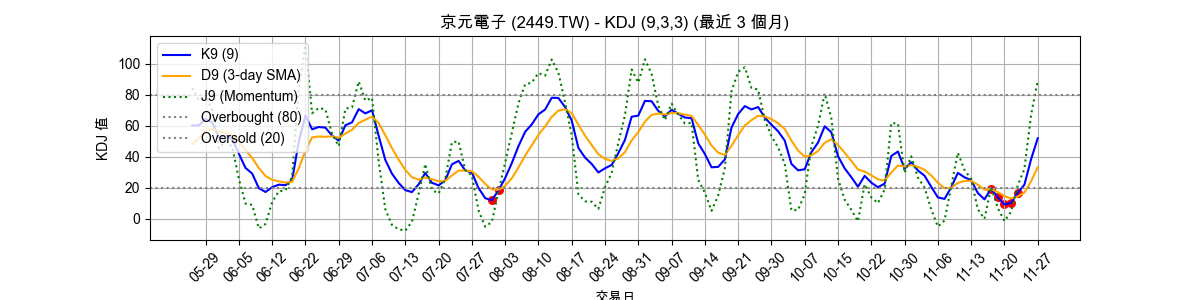 京元電子 (2449.TW) - KDJ (9,3,3) (最近 3 個月)
K9 (9)
D9 (3-day SMA)
J9 (Momentum)
Overbought (80)
Oversold (20)
KDJ 值
100
80
60
40
20
0
05-29 06-05 06-12 06-22 06-29 07-06 07-13 07-20 07-27 08-03 08-10 08-17 08-24 08-31 09-07 09-14 09-21 09-30 10-07 10-15 10-22 10-30 11-06 11-13 11-20 11-27
交易日